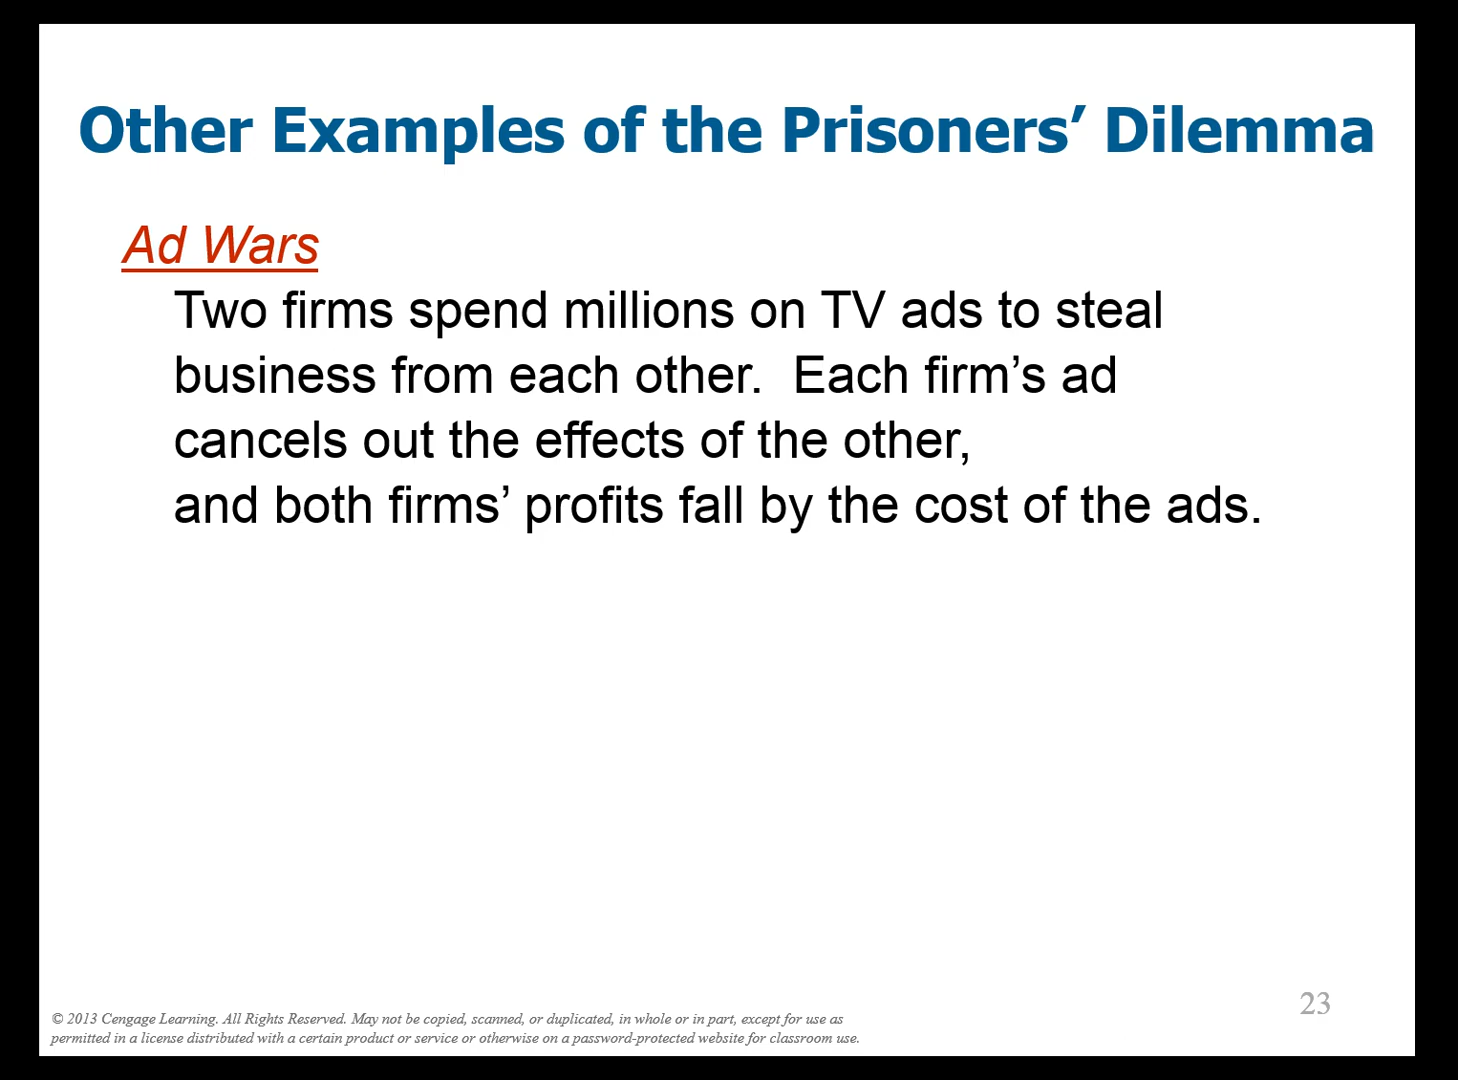 Other Examples of the Prisoners’ Dilemma
Ad Wars
Two firms spend millions on TV ads to steal
business from each other.  Each firm’s ad
cancels out the effects of the other,
and both firms’ profits fall by the cost of the ads.
23
© 2013 Cengage Learning. All Rights Reserved. May not be copied, scanned, or duplicated, in whole or in part, except for use as
permitted in a license distributed with a certain product or service or otherwise on a password-protected website for classroom use.